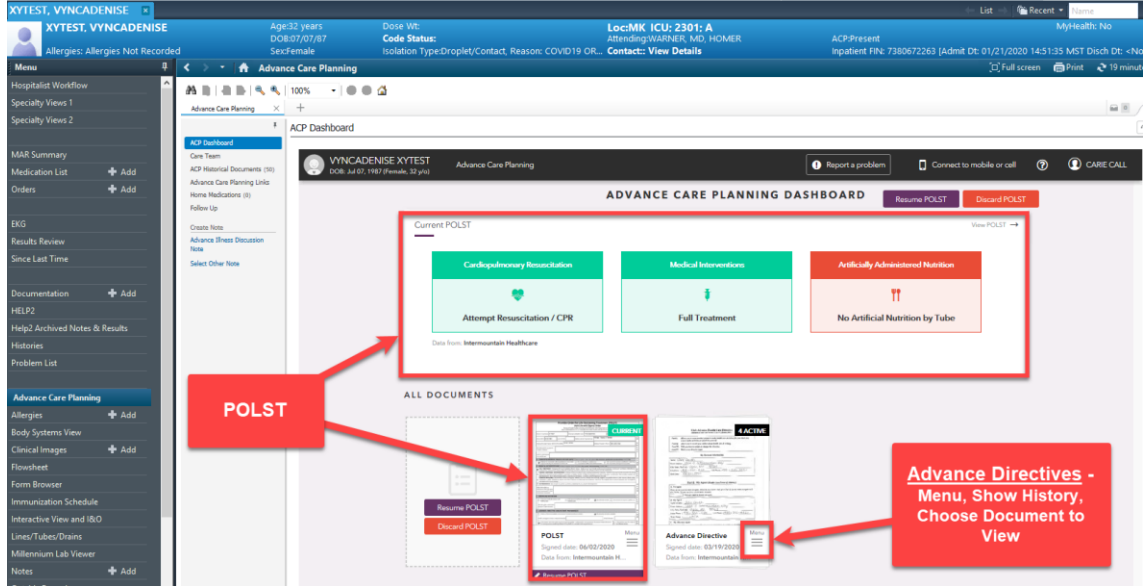 XYTEST, VYNCADENISE
List
Recent
Name
XYTEST, VYNCADENISE
Allergies: Allergies Not Recorded
Age:32 years
DOB:07/07/87
Sex:Female
Dose Wt:
Code Status:
Isolation Type:Droplet/Contact, Reason: COVID19 OR...
Loc:MK ICU; 2301; A
Attending:WARNER, MD, HOMER
Contact:: View Details
ACP:Present
Inpatient FIN: 7380672263 [Admit Dt: 01/21/2020 14:51:35 MST Disch Dt: <No
MyHealth: No
Menu
Advance Care Planning
Full screen
Print
19 minute
Hospitalist Workflow
Specialty Views 1
Specialty Views 2
MAR Summary
Medication List
Add
Orders
Add
EKG
Results Review
Since Last Time
Documentation
Add
HELP2
Help2 Archived Notes & Results
Histories
Problem List
Advance Care Planning
Allergies
Add
Body Systems View
Clinical Images
Add
Flowsheet
Form Browser
Immunization Schedule
Interactive View and I&O
Lines/Tubes/Drains
Millennium Lab Viewer
Notes
Add
100%
Advance Care Planning
ACP Dashboard
Care Team
ACP Historical Documents (50)
Advance Care Planning Links
Home Medications (0)
Follow Up
Create Note
Advance Illness Discussion
Note
Select Other Note
ACP Dashboard
VYNCADENISE XYTEST
DOB: Jul 07, 1987 (Female, 32 y/o)
Advance Care Planning
Report a problem
Connect to mobile or cell
CARE CALL
ADVANCE CARE PLANNING DASHBOARD
Resume POLST
Discard POLST
Current POLST
View POLST →
Cardiopulmonary Resuscitation
Attempt Resuscitation / CPR
Medical Interventions
Full Treatment
Artificially Administered Nutrition
No Artificial Nutrition by Tube
Data from: Intermountain Healthcare
POLST
ALL DOCUMENTS
Resume POLST
Discard POLST
CURRENT
POLST
Menu
Signed date: 06/02/2020
Data from: Intermountain H...
Resume POLST
4 ACTIVE
Advance Directive
Menu
Signed date: 03/19/2020
Data from: Intermountain
Advance Directives -
Menu, Show History,
Choose Document to
View